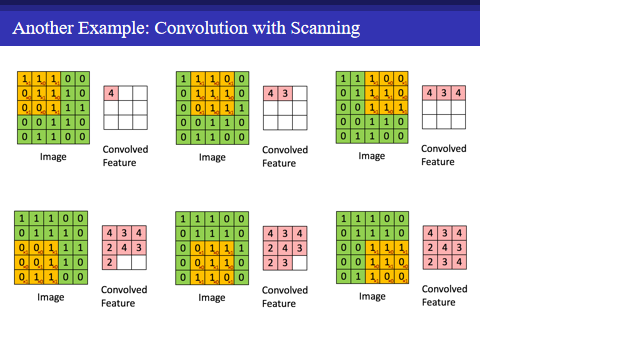 Another Example: Convolution with Scanning
1 1 1 0 0
0 1 1 1 0
0 0 1 1 1
0 0 1 1 0
0 1 1 0 0
Image
4
Convolved
Feature
1 1 1 0 0
0 1 1 1 0
0 0 1 1 1
0 0 1 1 0
0 1 1 0 0
Image
4 3
Convolved
Feature
1 1 1 0 0
0 1 1 1 0
0 0 1 1 1
0 0 1 1 0
0 1 1 0 0
Image
4 3 4
Convolved
Feature
1 1 1 0 0
0 1 1 1 0
0 0 1 1 1
0 0 1 1 0
0 1 1 0 0
Image
4 3 4
2 4 3
2
Convolved
Feature
1 1 1 0 0
0 1 1 1 0
0 0 1 1 1
0 0 1 1 0
0 1 1 0 0
Image
4 3 4
2 4 3
2 3
Convolved
Feature
1 1 1 0 0
0 1 1 1 0
0 0 1 1 1
0 0 1 1 0
0 1 1 0 0
Image
4 3 4
2 4 3
2 3 4
Convolved
Feature